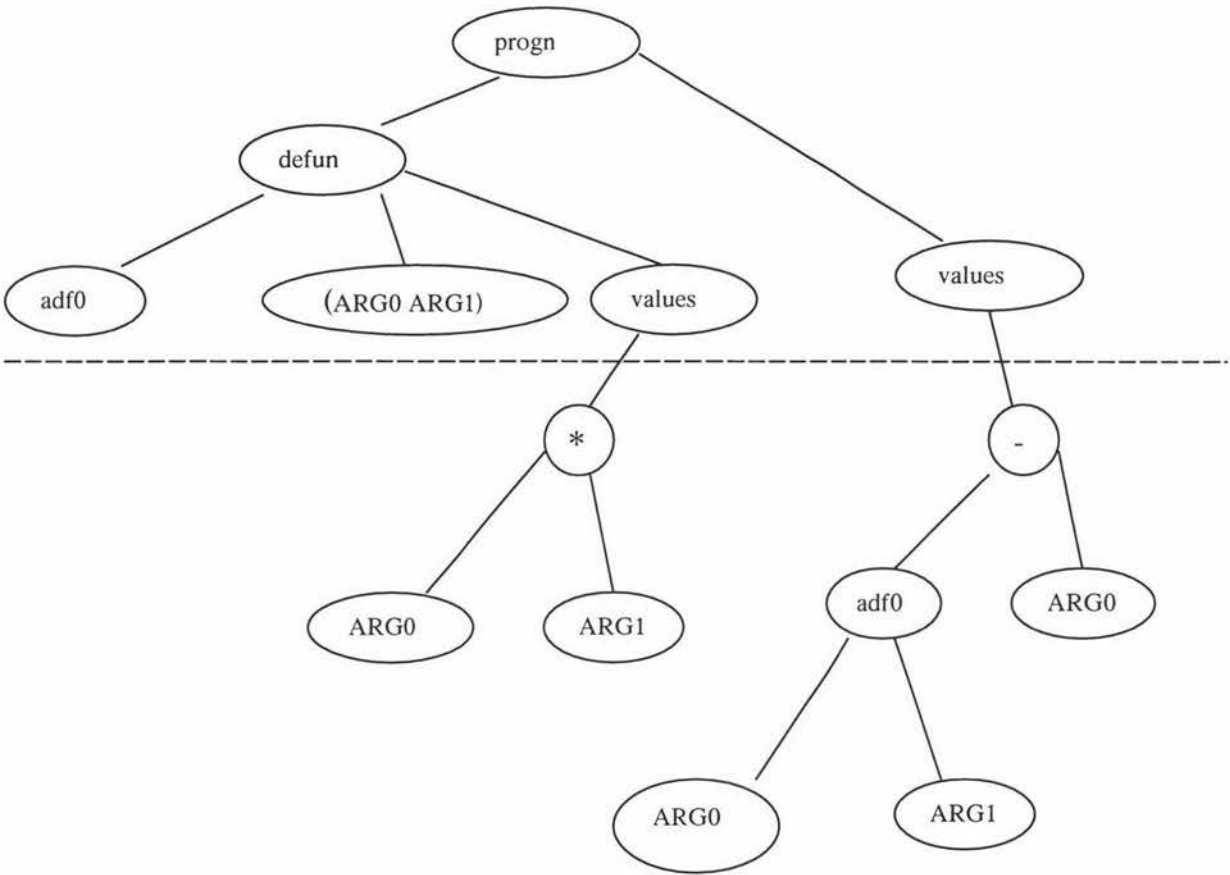 progn
defun
adf0
(ARG0 ARG1)
values
values
*
-
ARG0
ARG1
adf0
ARG0
ARG0
ARG1